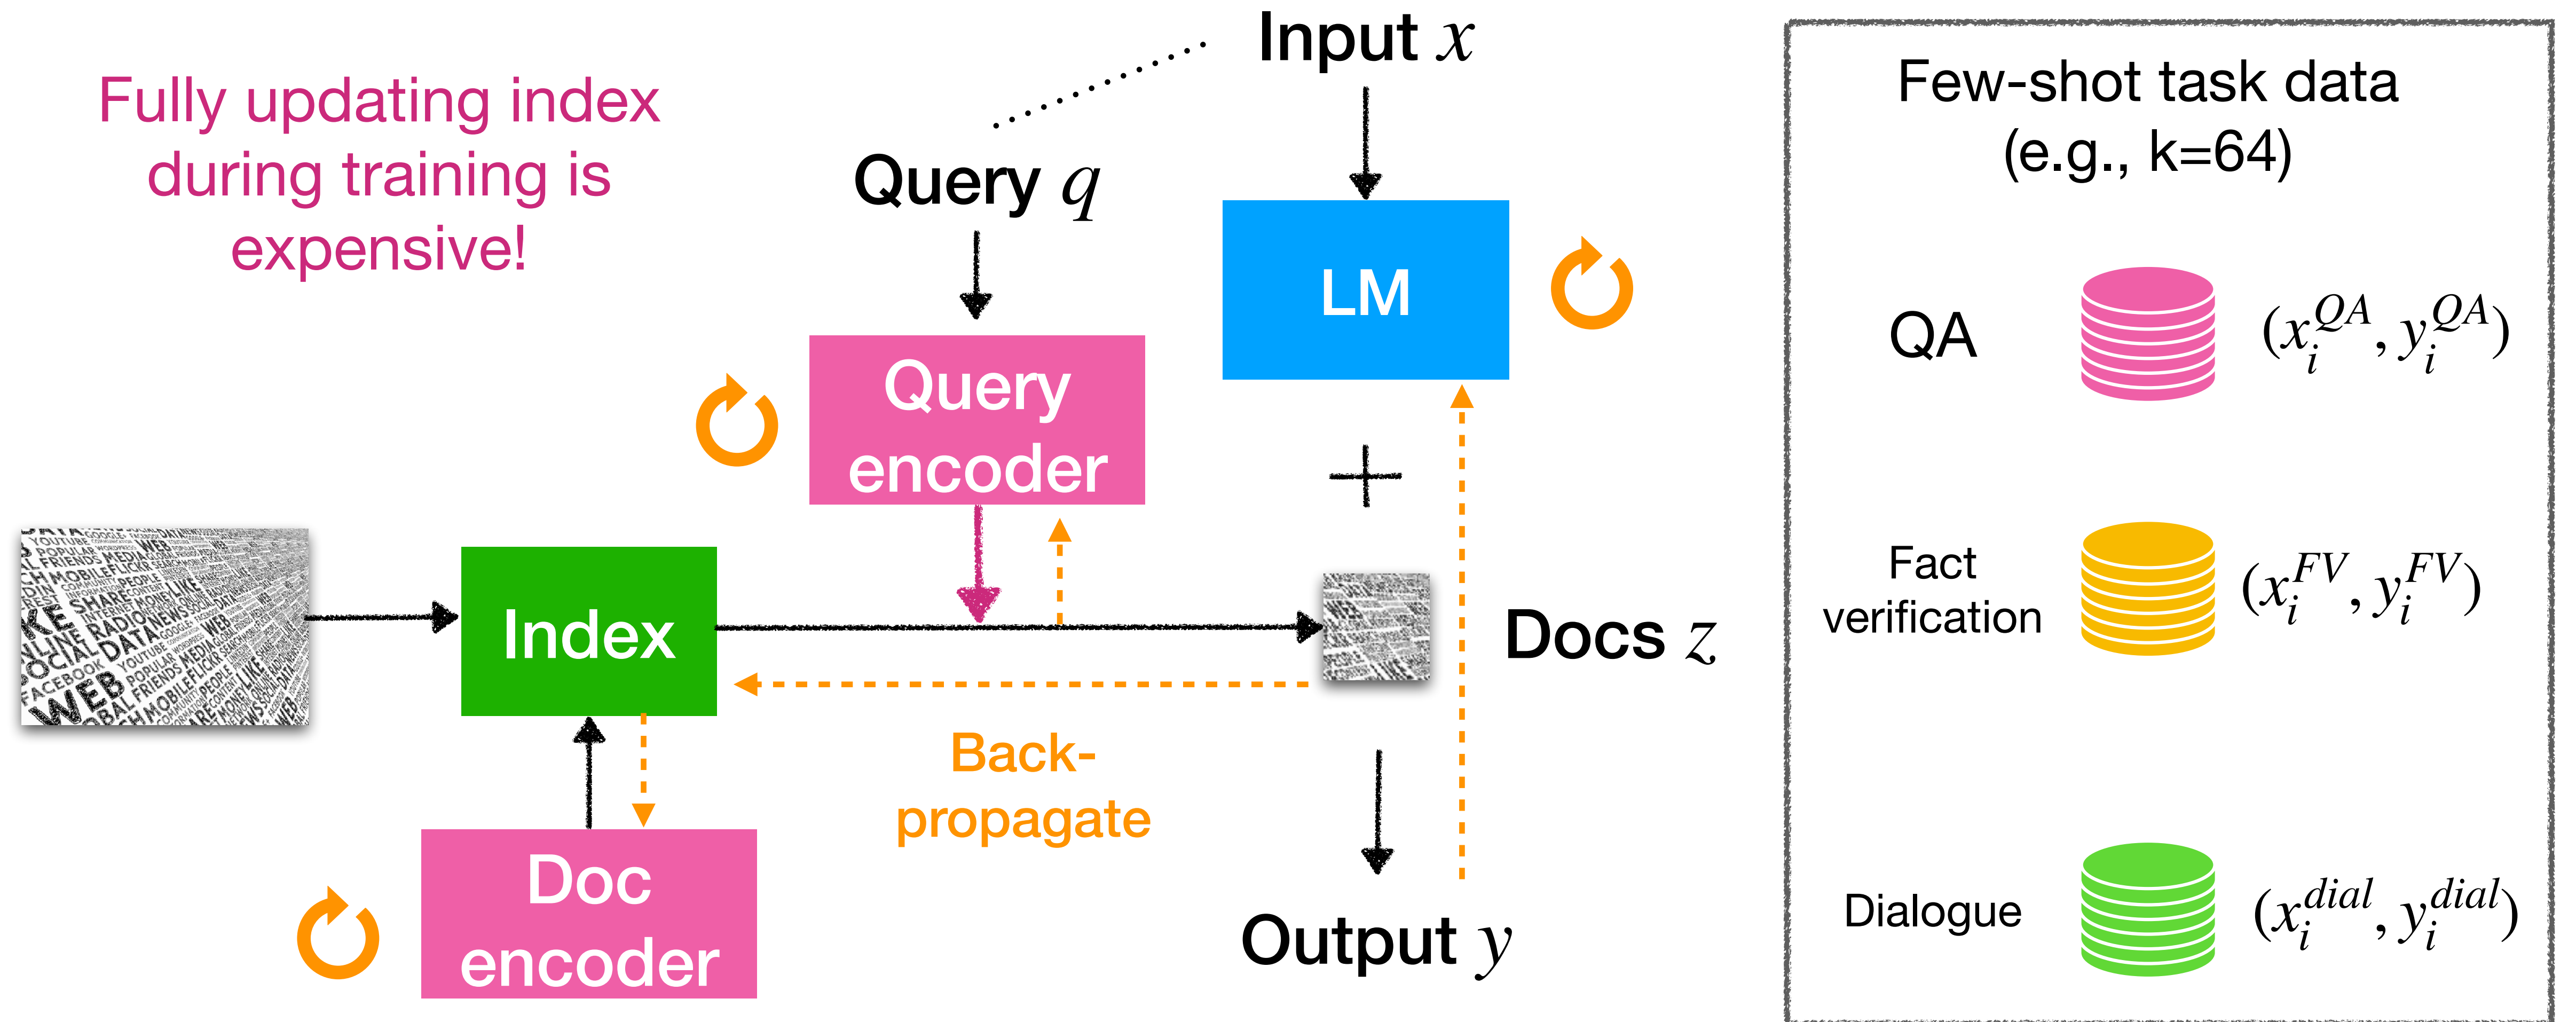 Fully updating index
during training is
expensive!
Input x
Query q
LM
Query
encoder
Index
+
Docs z
Back-
propagate
Doc
encoder
Output y
Few-shot task data
(e.g., k=64)
QA
(x_i^{QA}, y_i^{QA})
Fact
verification
(x_i^{FV}, y_i^{FV})
Dialogue
(x_i^{dial}, y_i^{dial})